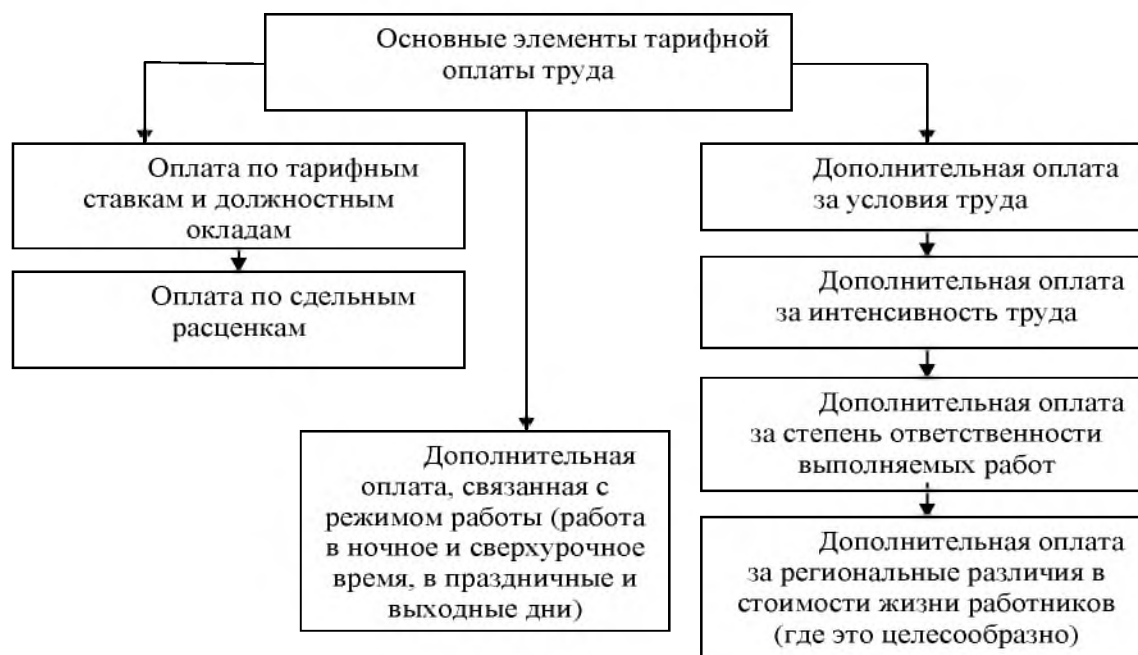 Основные элементы тарифной
оплаты труда
Оплата по тарифным
ставкам и должностным
окладам
Оплата по сдельным
расценкам
Дополнительная
оплата, связанная с
режимом работы (работа
в ночное и сверхурочное
время, в праздничные и
выходные дни)
Дополнительная оплата
за условия труда
Дополнительная оплата
за интенсивность труда
Дополнительная оплата
за степень ответственности
выполняемых работ
Дополнительная оплата
за региональные различия в
стоимости жизни работников
(где это целесообразно)